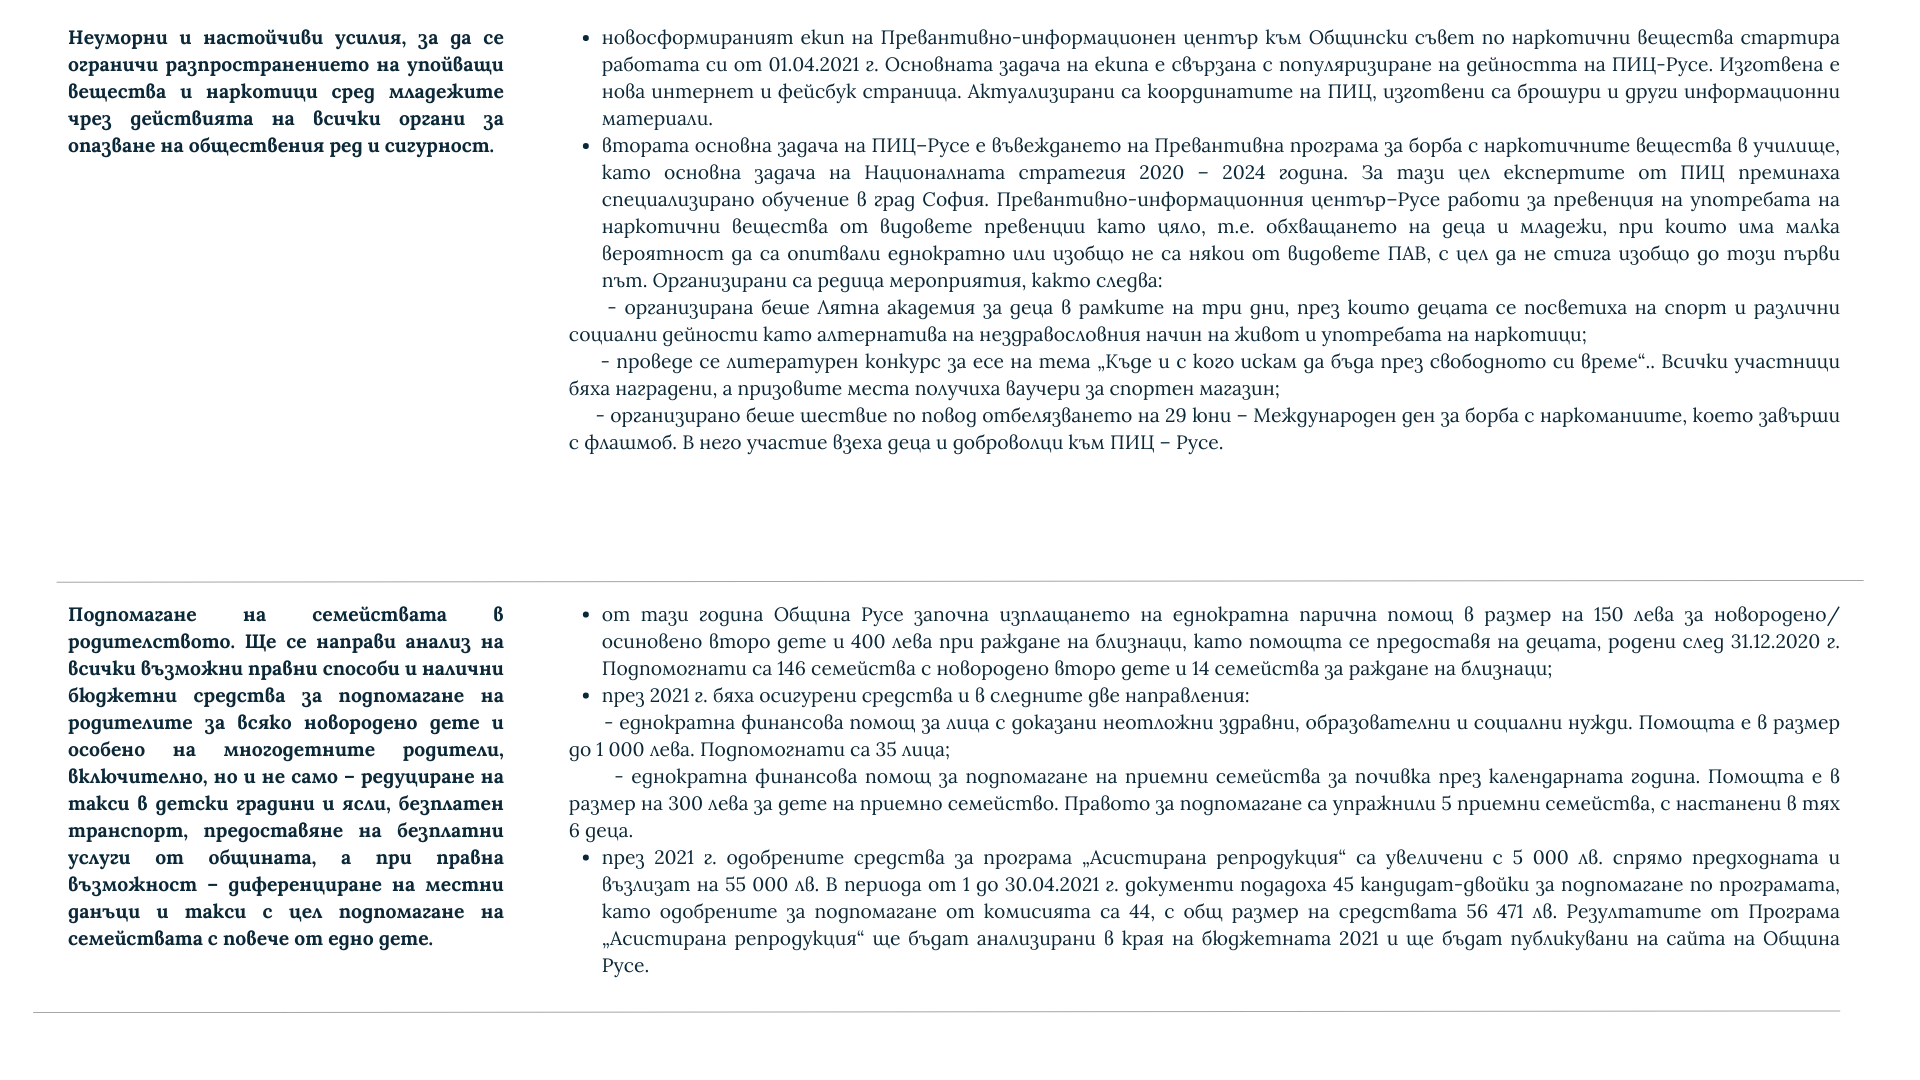 Неуморни и настойчиви усилия, за да се
ограничи разпространението на упойващи
вещества и наркотици сред младежите
чрез действията на всички органи за
опазване на обществения ред и сигурност.
• новосформираният екип на Превантивно-информационен център към Общински съвет по наркотични вещества стартира
работата си от 01.04.2021 г. Основната задача на екипа е свързана с популяризиране на дейността на ПИЦ-Русе. Изготвена е
нова интернет и фейсбук страница. Актуализирани са координатите на ПИЦ, изготвени са брошури и други информационни
материали.
• втората основна задача на ПИЦ–Русе е въвеждането на Превантивна програма за борба с наркотичните вещества в училище,
като основна задача на Националната стратегия 2020 – 2024 година. За тази цел експертите от ПИЦ преминаха
специализирано обучение в град София. Превантивно-информационния център–Русе работи за превенция на употребата на
наркотични вещества от видовете превенции като цяло, т.е. обхващането на деца и младежи, при които има малка
вероятност да са опитвали еднократно или изобщо не са някои от видовете ПАВ, с цел да не стига изобщо до този първи
път. Организирани са редица мероприятия, както следва:
- организирана беше Лятна академия за деца в рамките на три дни, през които децата се посветиха на спорт и различни
социални дейности като алтернатива на нездравословния начин на живот и употребата на наркотици;
- проведе се литературен конкурс за есе на тема „Къде и с кого искам да бъда през свободното си време“.. Всички участници
бяха наградени, а призовите места получиха ваучери за спортен магазин;
- организирано беше шествие по повод отбелязването на 29 юни – Международен ден за борба с наркоманиите, което завърши
с флашмоб. В него участие взеха деца и доброволци към ПИЦ – Русе.
Подпомагане на семействата в
родителството. Ще се направи анализ на
всички възможни правни способи и налични
бюджетни средства за подпомагане на
родителите за всяко новородено дете и
особено на многодетните родители,
включително, но и не само – редуциране на
такси в детски градини и ясли, безплатен
транспорт, предоставяне на безплатни
услуги от общината, а при правна
възможност – диференциране на местни
данъци и такси с цел подпомагане на
семействата с повече от едно дете.
• от тази година Община Русе започна изплащането на еднократна парична помощ в размер на 150 лева за новородено/
осиновено второ дете и 400 лева при раждане на близнаци, като помощта се предоставя на децата, родени след 31.12.2020 г.
Подпомогнати са 146 семейства с новородено второ дете и 14 семейства за раждане на близнаци;
• през 2021 г. бяха осигурени средства и в следните две направления:
- еднократна финансова помощ за лица с доказани неотложни здравни, образователни и социални нужди. Помощта е в размер
до 1 000 лева. Подпомогнати са 35 лица;
- еднократна финансова помощ за подпомагане на приемни семейства за почивка през календарната година. Помощта е в
размер на 300 лева за дете на приемно семейство. Правото за подпомагане са упражнили 5 приемни семейства, с настанени в тях
6 деца.
• през 2021 г. одобрените средства за програма „Асистирана репродукция“ са увеличени с 5 000 лв. спрямо предходната и
възлизат на 55 000 лв. В периода от 1 до 30.04.2021 г. документи подадоха 45 кандидат-двойки за подпомагане по програмата,
като одобрените за подпомагане от комисията са 44, с общ размер на средствата 56 471 лв. Резултатите от Програма
„Асистирана репродукция“ ще бъдат анализирани в края на бюджетната 2021 и ще бъдат публикувани на сайта на Община
Русе.